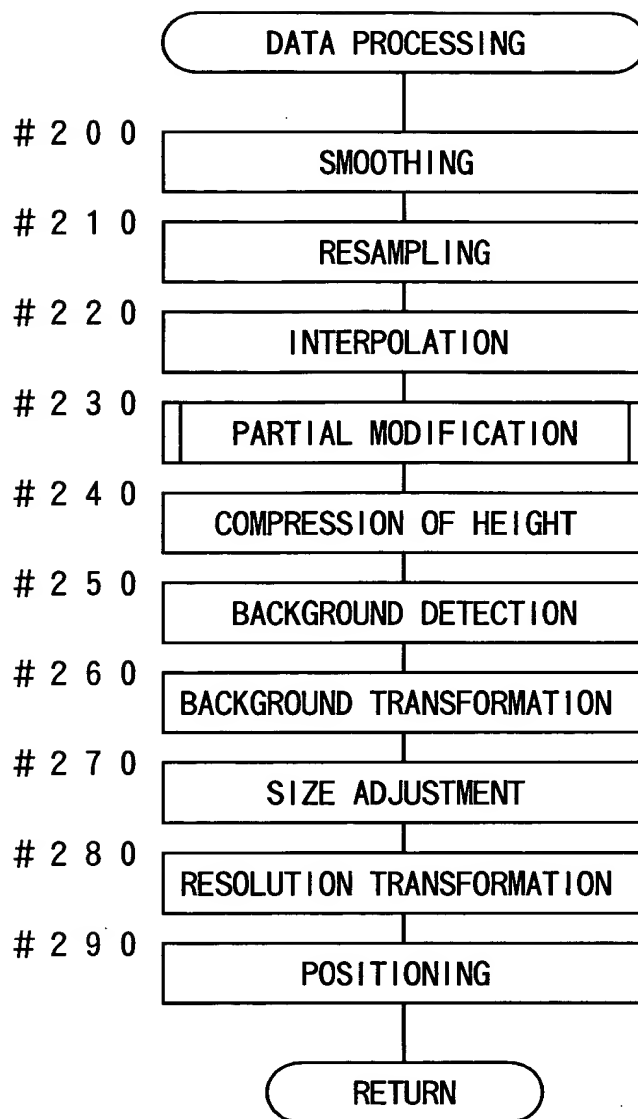 DATA PROCESSING
#200
SMOOTHING
#210
RESAMPLING
#220
INTERPOLATION
#230
PARTIAL MODIFICATION
#240
COMPRESSION OF HEIGHT
#250
BACKGROUND DETECTION
#260
BACKGROUND TRANSFORMATION
#270
SIZE ADJUSTMENT
#280
RESOLUTION TRANSFORMATION
#290
POSITIONING
RETURN